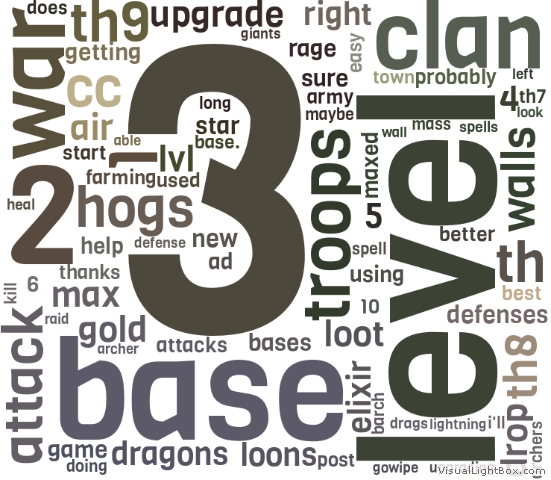 does
th9
upgrade
right
clan
giants
easy
getting
rage
war
cc
sure
town
probably
left
long
army
4
th7
air
maybe
look
able
star
base.
wall
mass
spells
start
1
lvl
3
troops
maxed
level
walls
farming
used
2
hogs
5
heal
new
better
help
defense
ad
spell
th
thanks
using
kill
6
max
10
best
raid
defenses
attack
gold
loot
archer
attacks
bases
base
elixir
th8
barch
drags
lightning
i'll
drop
archers
game
dragons
loons
post
doing
gowipe
VisualLightBox.com